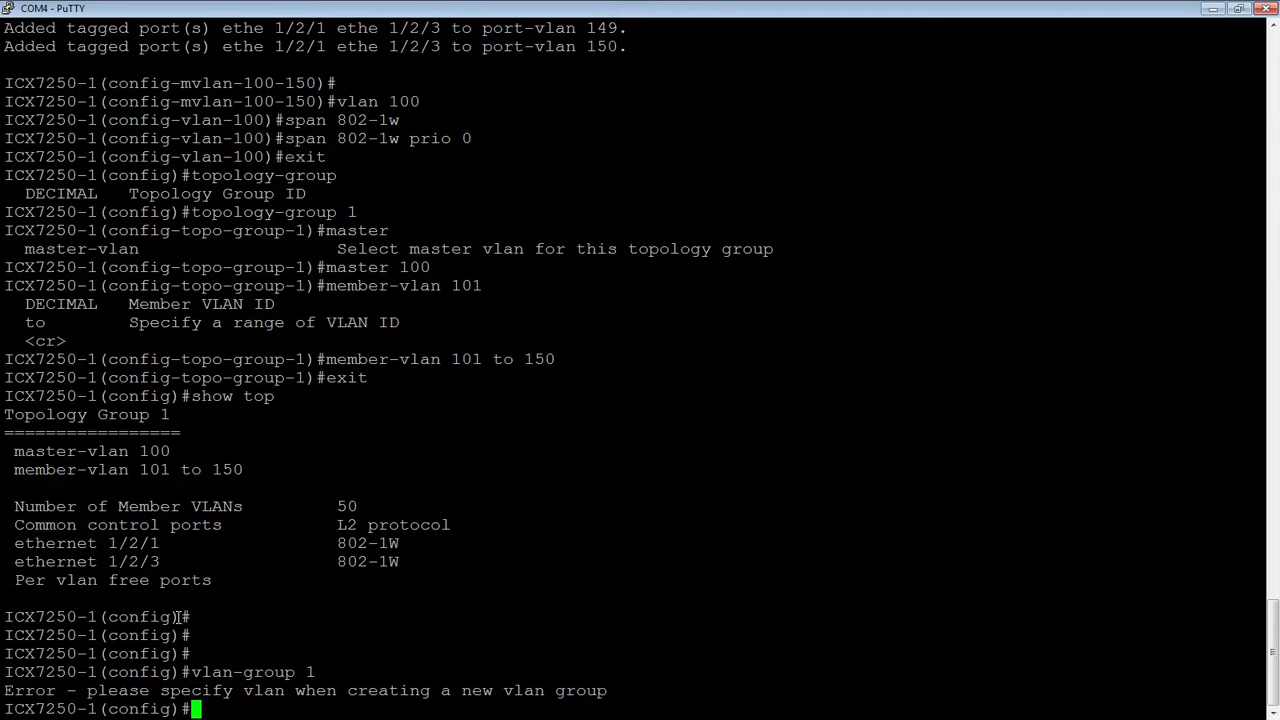 COM4 - PuTTY
Added tagged port(s) ethe 1/2/1 ethe 1/2/3 to port-vlan 149.
Added tagged port(s) ethe 1/2/1 ethe 1/2/3 to port-vlan 150.
ICX7250-1(config-mvlan-100-150)#
ICX7250-1(config-mvlan-100-150)#vlan 100
ICX7250-1(config-vlan-100)#span 802-1w
ICX7250-1(config-vlan-100)#span 802-1w prio 0
ICX7250-1(config-vlan-100)#exit
ICX7250-1(config)#topology-group
DECIMAL   Topology Group ID
ICX7250-1(config)#topology-group 1
ICX7250-1(config-topo-group-1)#master
master-vlan                   Select master vlan for this topology group
ICX7250-1(config-topo-group-1)#master 100
ICX7250-1(config-topo-group-1)#member-vlan 101
DECIMAL   Member VLAN ID
to        Specify a range of VLAN ID
<cr>
ICX7250-1(config-topo-group-1)#member-vlan 101 to 150
ICX7250-1(config-topo-group-1)#exit
ICX7250-1(config)#show top
Topology Group 1
=================
master-vlan 100
member-vlan 101 to 150
Number of Member VLANs         50
Common control ports           L2 protocol
ethernet 1/2/1                 802-1W
ethernet 1/2/3                 802-1W
Per vlan free ports
ICX7250-1(config)#
ICX7250-1(config)#
ICX7250-1(config)#
ICX7250-1(config)#vlan-group 1
Error - please specify vlan when creating a new vlan group
ICX7250-1(config)#